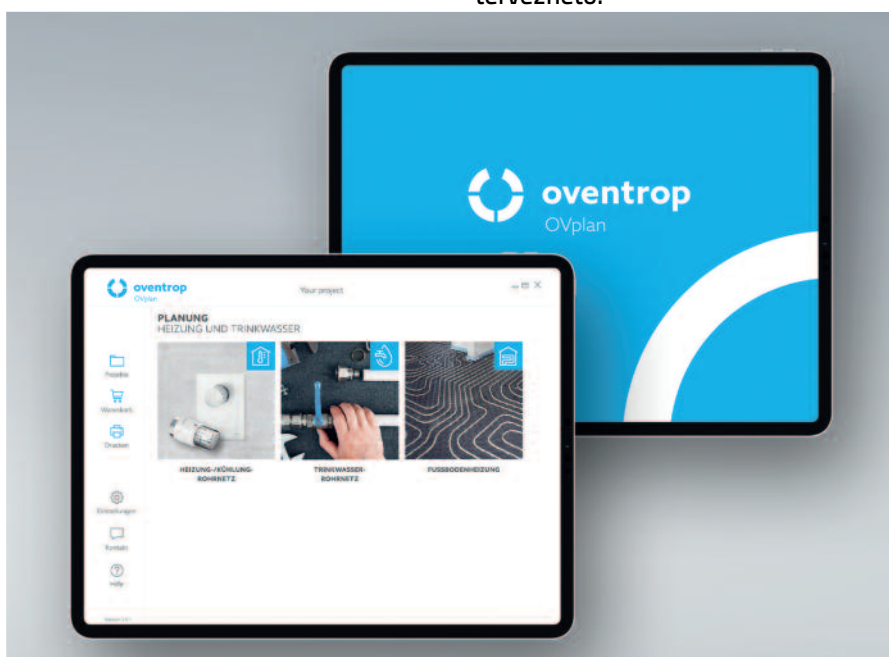 tervezhető.
oventrop
OVplan
oventrop
OVplan
Your project
PLANUNG
HEIZUNG UND TRINKWASSER
Projekte
Warenkorb
Drucken
HEIZUNG-/KÜHLUNG-
ROHRNETZ
TRINKWASSER-
ROHRNETZ
FUSSBODENHEIZUNG
Einstellungen
Kontakt
Hilfe